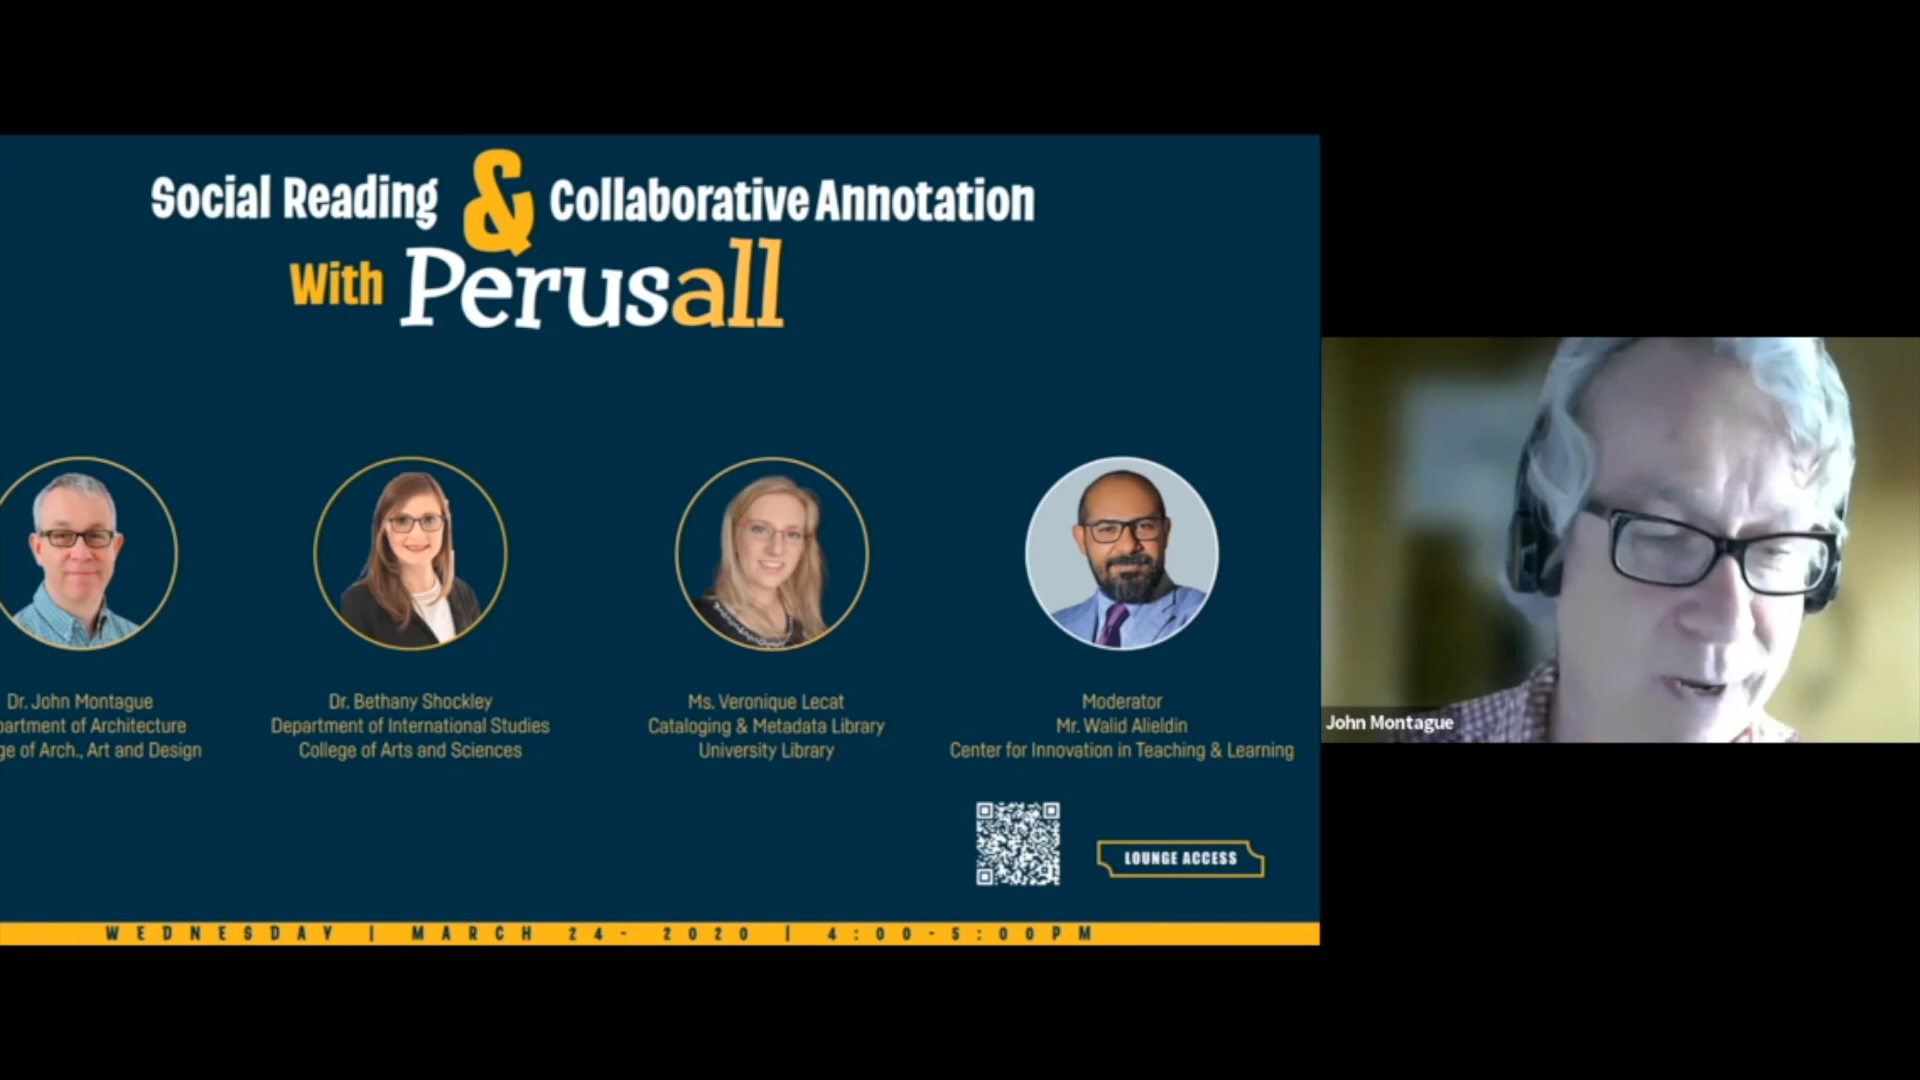 Social Reading & Collaborative Annotation
With Perusall
Dr. John Montague
partment of Architecture
ge of Arch., Art and Design
Dr. Bethany Shockley
Department of International Studies
College of Arts and Sciences
Ms. Veronique Lecat
Cataloging & Metadata Library
University Library
Moderator
Mr. Walid Alieldin
Center for Innovation in Teaching & Learning
LOUNGE ACCESS
WEDNESDAY | MARCH 24- 2020 | 4:00-5:00PM
John Montague